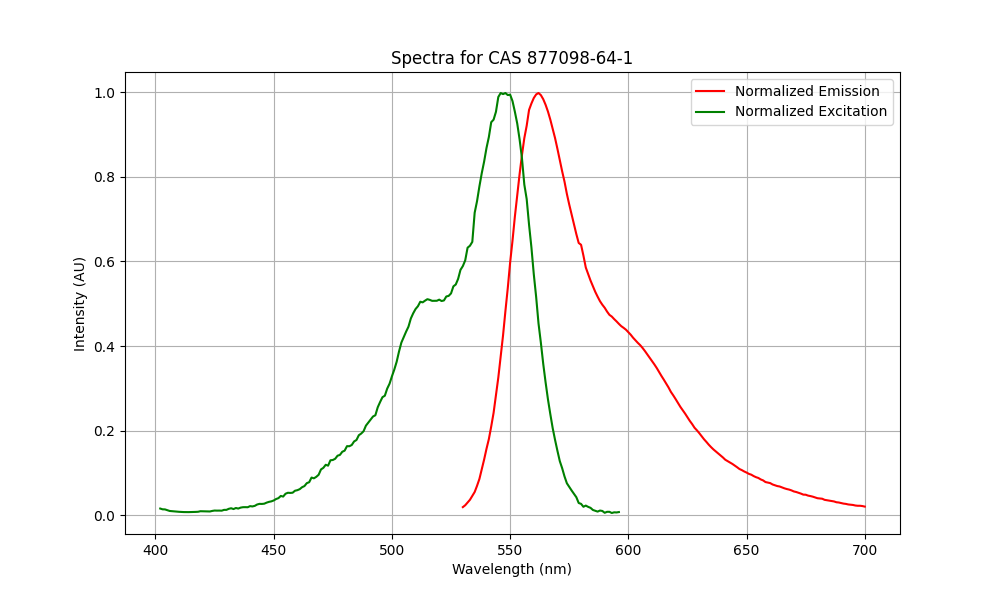 Spectra for CAS 877098-64-1
Normalized Emission
Normalized Excitation
Intensity (AU)
1.0
0.8
0.6
0.4
0.2
0.0
400 450 500 550 600 650 700
Wavelength (nm)